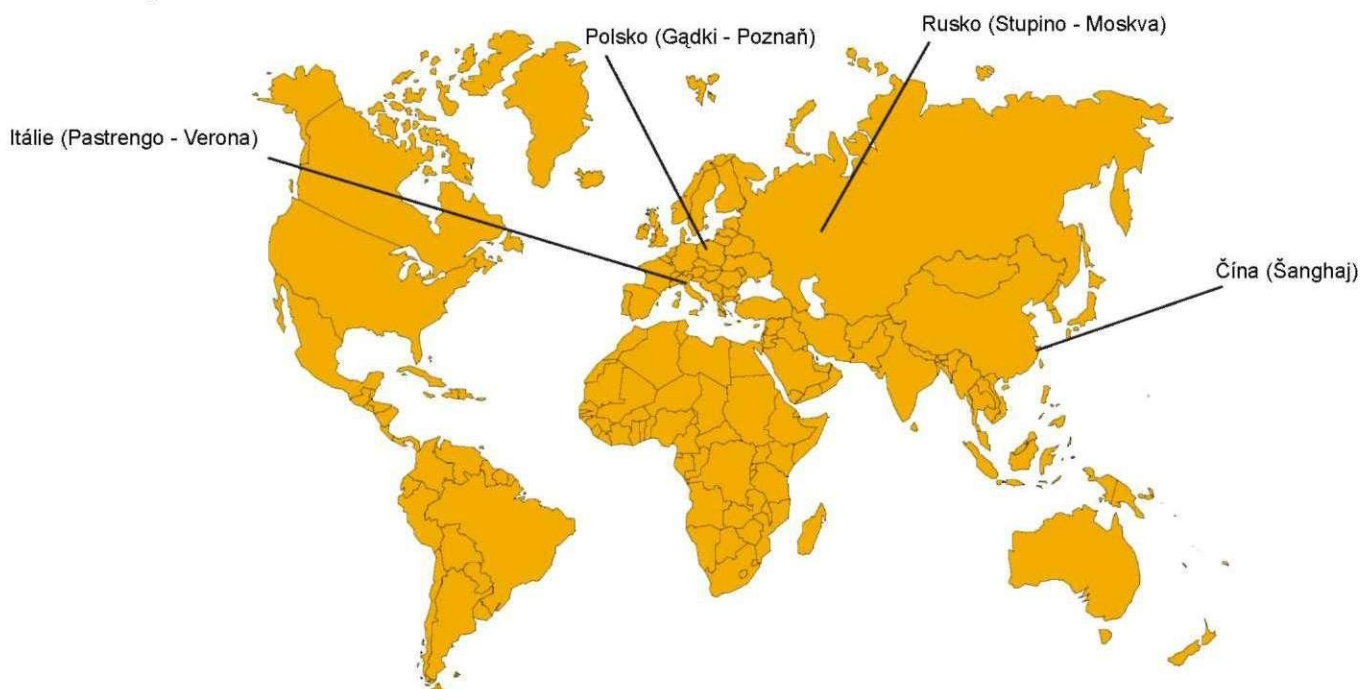 Rusko (Stupino - Moskva)
Polsko (Gądki - Poznaň)
Itálie (Pastrengo - Verona)
Čína (Šanghaj)